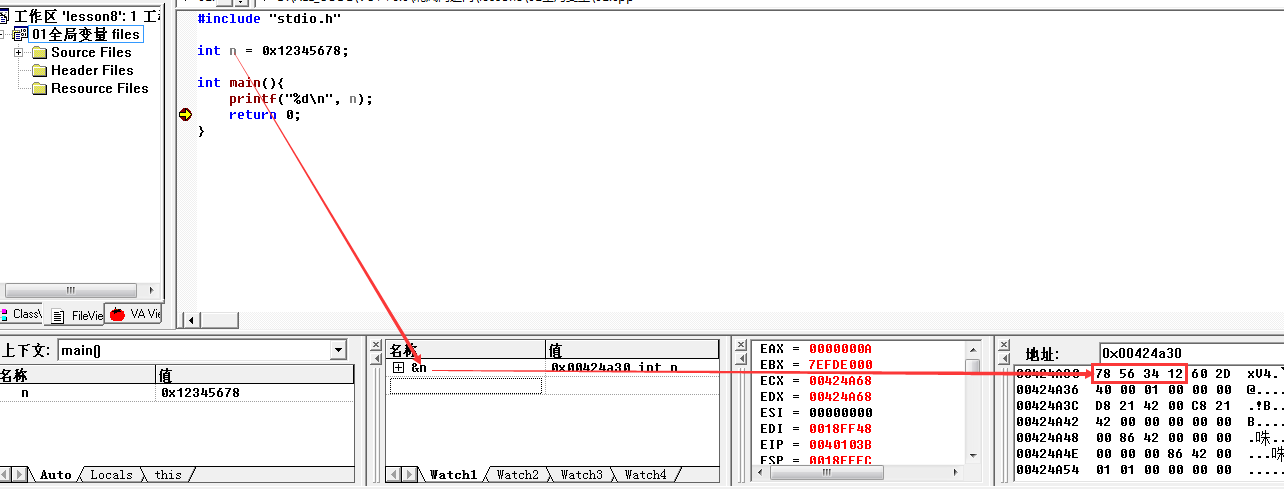 工作区 'lesson8': 1 工
01全局变量 files
Source Files
Header Files
Resource Files
ClassV
FileVie
VA Vie
#include "stdio.h"
int n = 0x12345678;
int main(){
printf("%d\n", n);
return 0;
}
上下文: main()
名称 值
n 0x12345678
Auto Locals this
名称 值
&n 0x00424a30 int n
Watch1 Watch2 Watch3 Watch4
EAX = 0000000A
EBX = 7EFDE000
ECX = 00424A68
EDX = 00424A68
ESI = 00000000
EDI = 0018FF48
EIP = 0040103B
ESP = 0018FEFC
地址: 0x00424a30
00424A30 78 56 34 12 60 2D xV4.`
00424A36 40 00 01 00 00 00 @....
00424A3C D8 21 42 00 C8 21 .!B..
00424A42 42 00 00 00 00 00 B....
00424A48 00 86 42 00 00 00 .咮..
00424A4E 00 00 00 86 42 00 ...咮
00424A54 01 01 00 00 00 00 .....